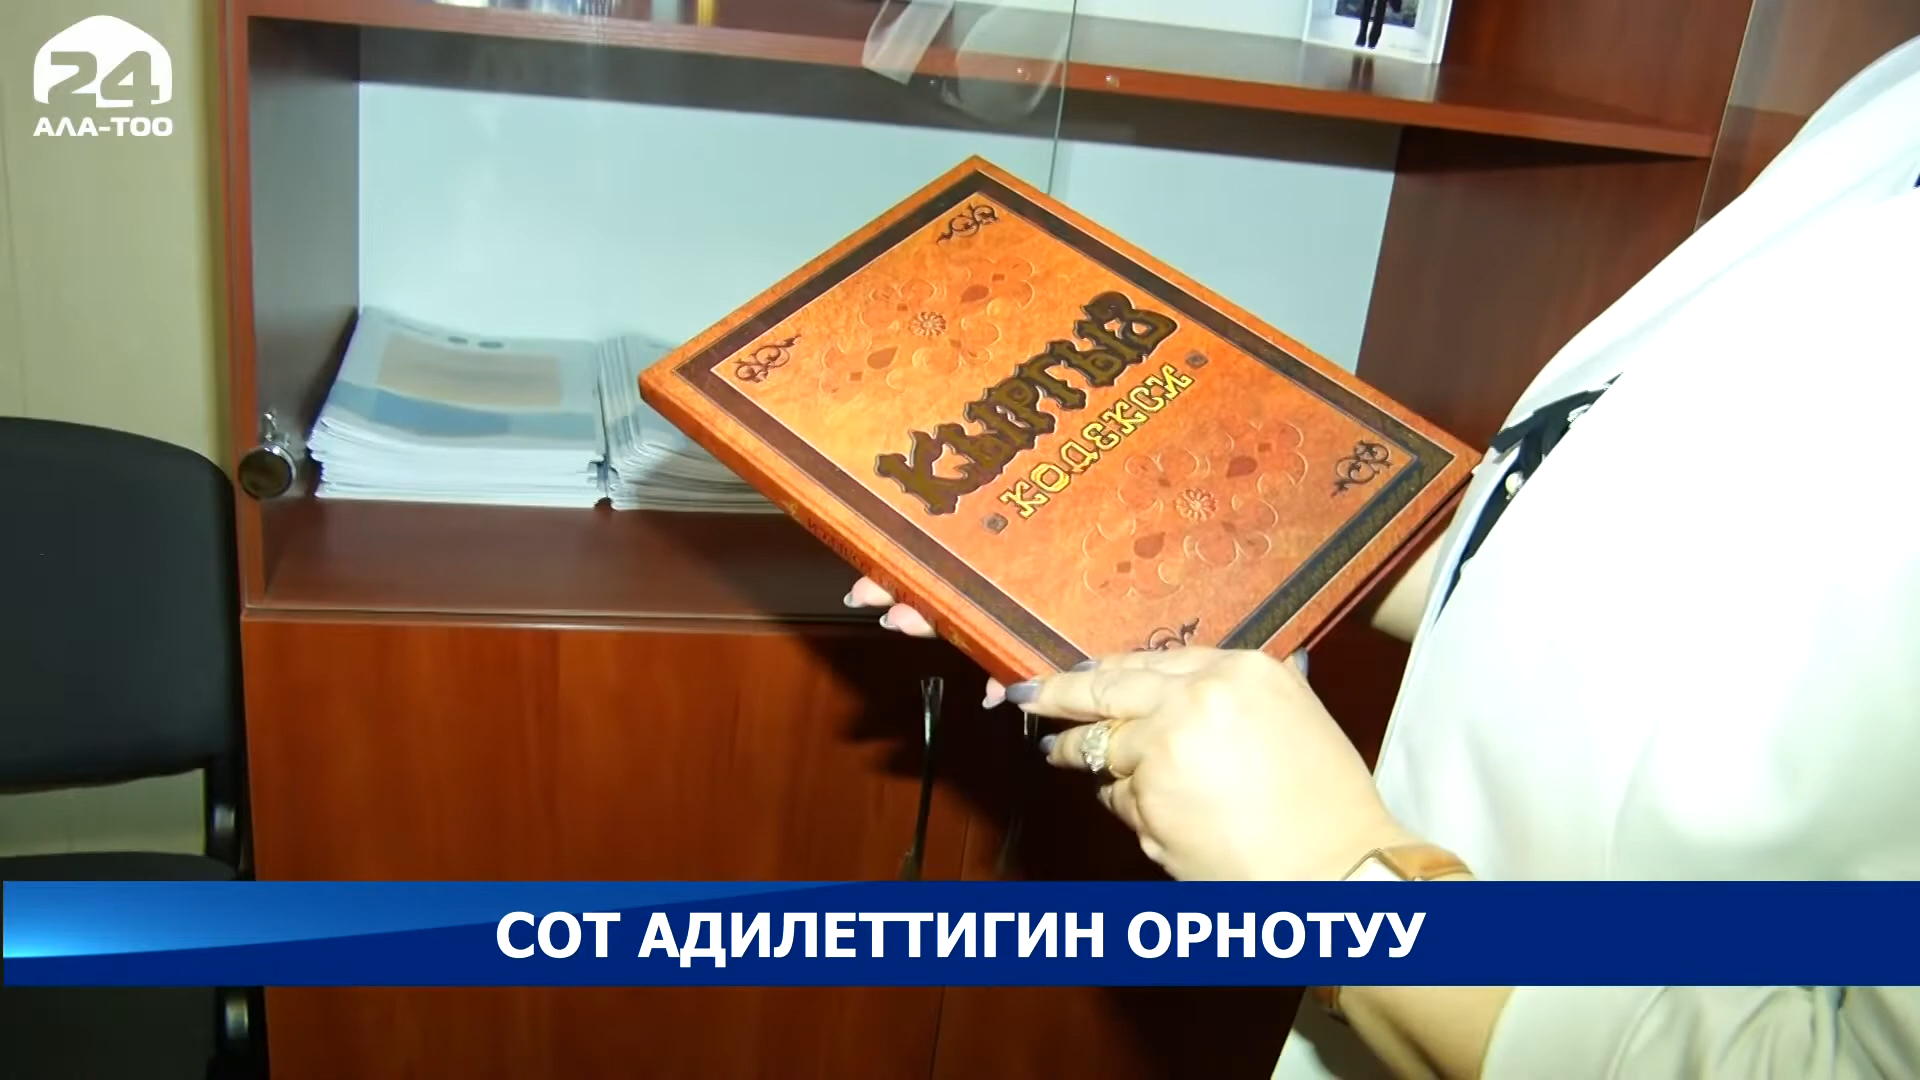 24
АЛА-ТОО
КЫРГЫЗ
КОДЕКСИ
СОТ АДИЛЕТТИГИН ОРНОТУУ